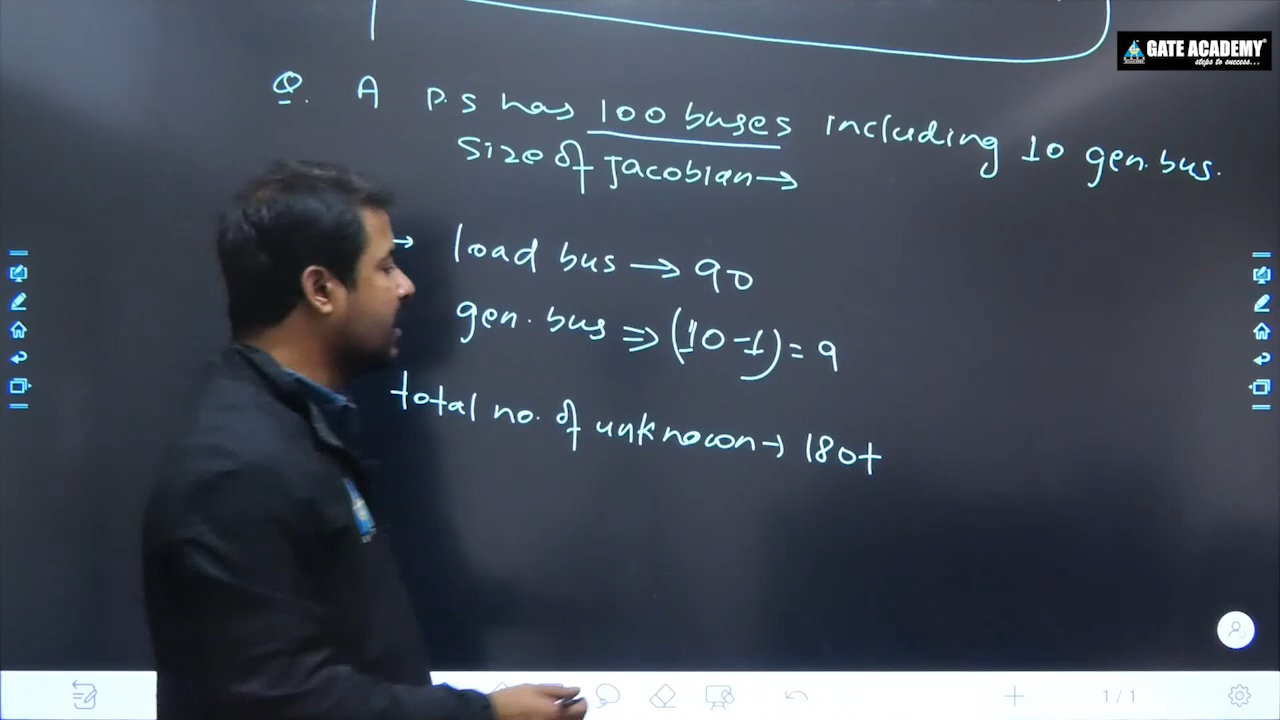 GATE ACADEMY
steps to success...
Q. A P.S has 100 buses including 10 gen. bus.
Size of Jacobian →
→ load bus → 90
gen. bus ⇒ (10-1) = 9
total no. of unknown → 180+
1/1